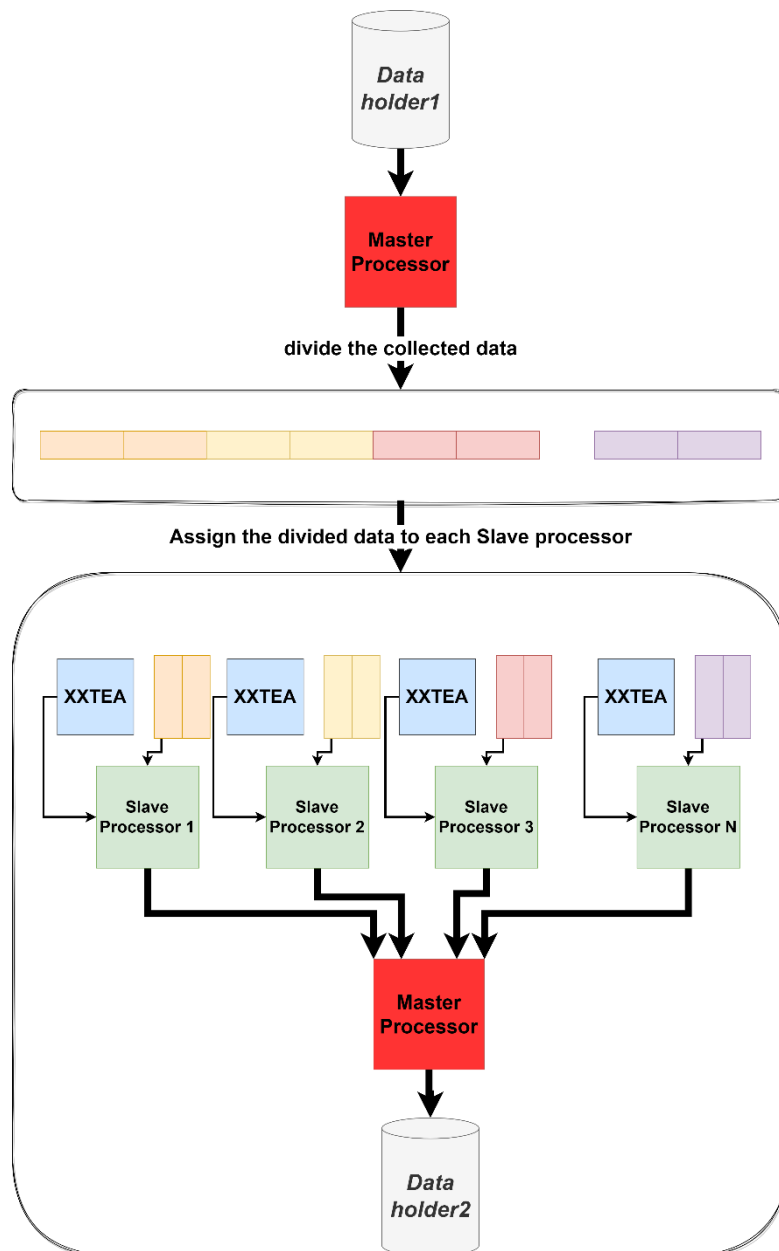 Data
holder1
Master
Processor
divide the collected data
Assign the divided data to each Slave processor
XXTEA
XXTEA
XXTEA
XXTEA
Slave
Processor 1
Slave
Processor 2
Slave
Processor 3
Slave
Processor N
Master
Processor
Data
holder2